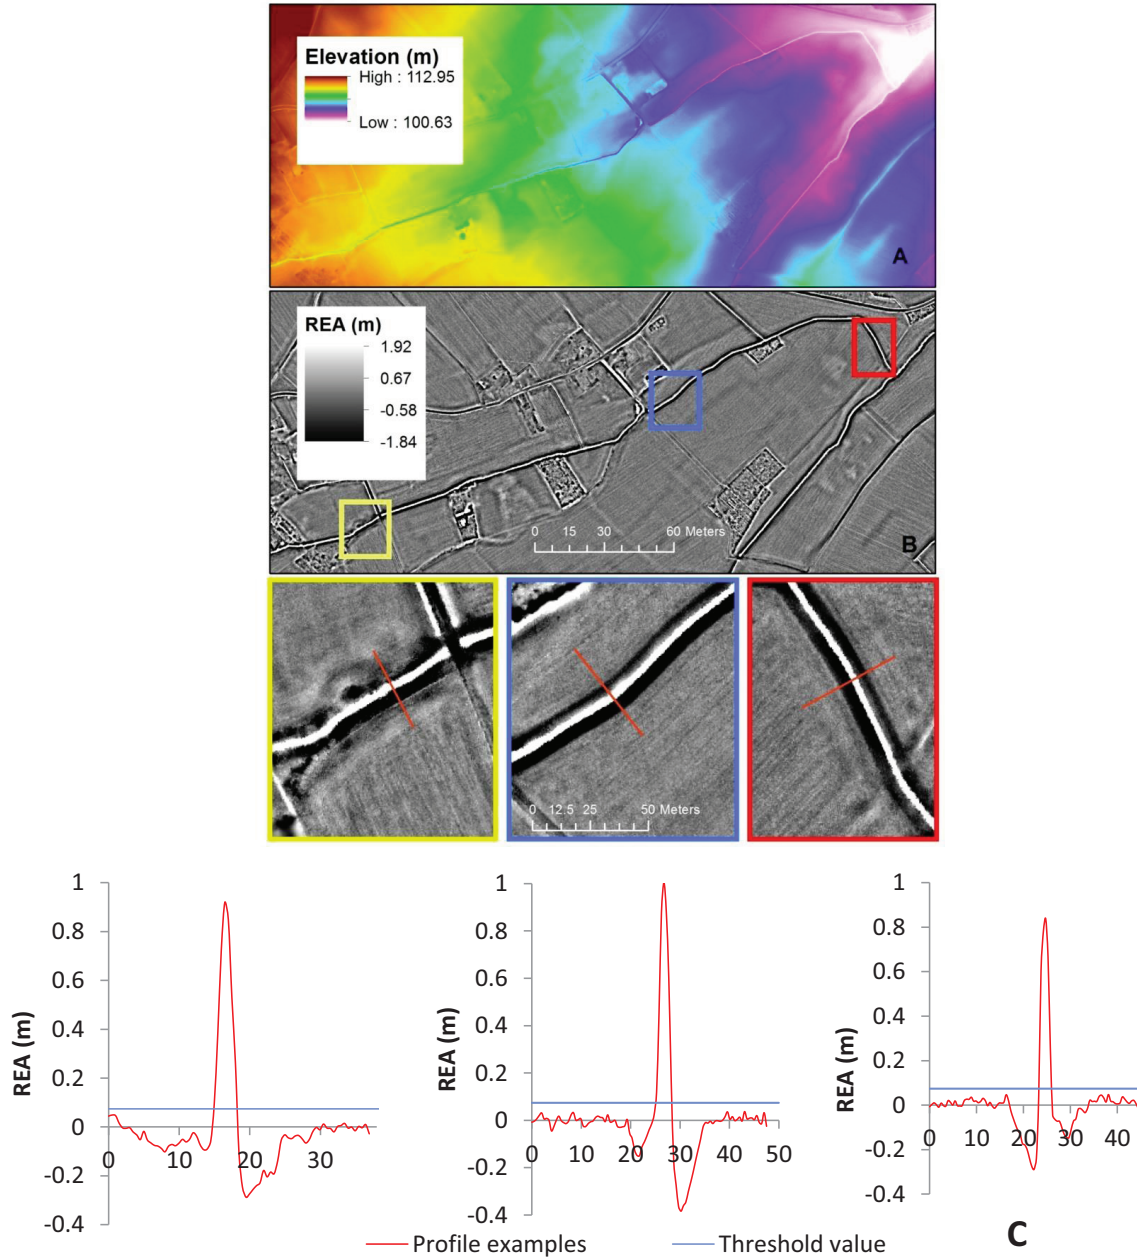 Elevation (m)
High : 112.95
Low : 100.63
A
REA (m)
1.92
0.67
-0.58
-1.84
0 15 30 60 Meters
B
0 12.5 25 50 Meters
REA (m)
1
0.8
0.6
0.4
0.2
0
-0.2
-0.4
0 10 20 30
REA (m)
1
0.8
0.6
0.4
0.2
0
-0.2
-0.4
0 10 20 30 40 50
REA (m)
1
0.8
0.6
0.4
0.2
0
-0.2
-0.4
0 10 20 30 40
Profile examples
Threshold value
C